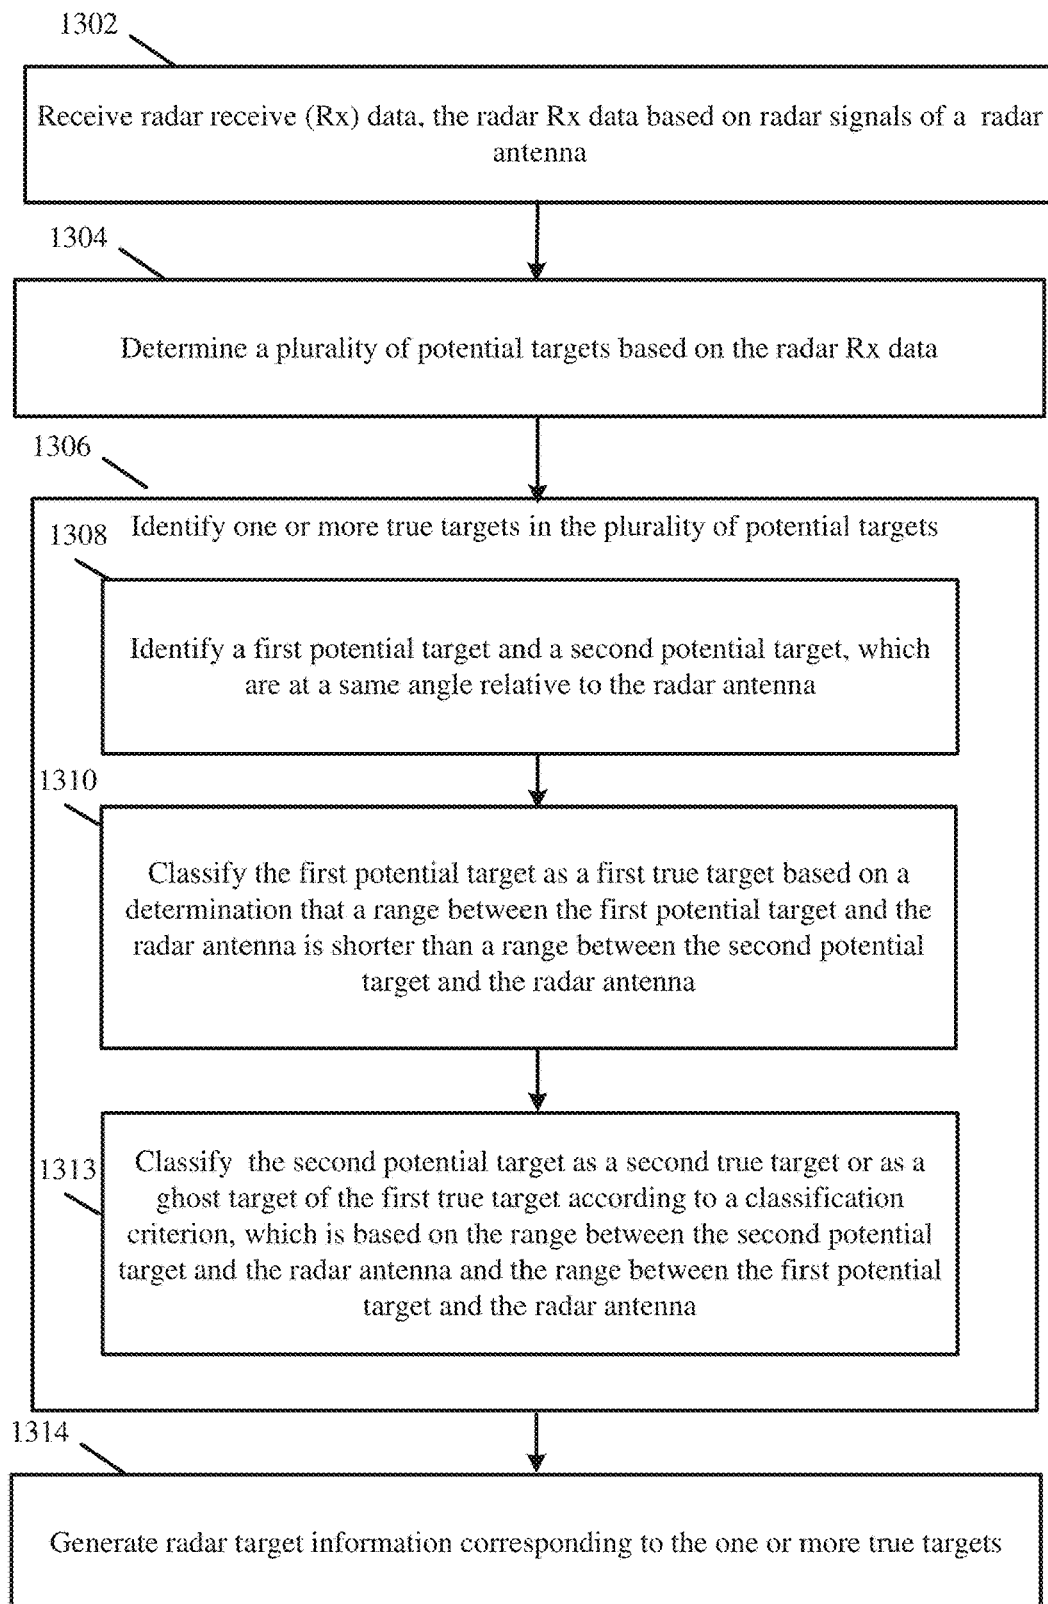 1302
Receive radar receive (Rx) data, the radar Rx data based on radar signals of a radar
antenna
1304
Determine a plurality of potential targets based on the radar Rx data
1306
Identify one or more true targets in the plurality of potential targets
1308
Identify a first potential target and a second potential target, which
are at a same angle relative to the radar antenna
1310
Classify the first potential target as a first true target based on a
determination that a range between the first potential target and the
radar antenna is shorter than a range between the second potential
target and the radar antenna
1313
Classify the second potential target as a second true target or as a
ghost target of the first true target according to a classification
criterion, which is based on the range between the second potential
target and the radar antenna and the range between the first potential
target and the radar antenna
1314
Generate radar target information corresponding to the one or more true targets